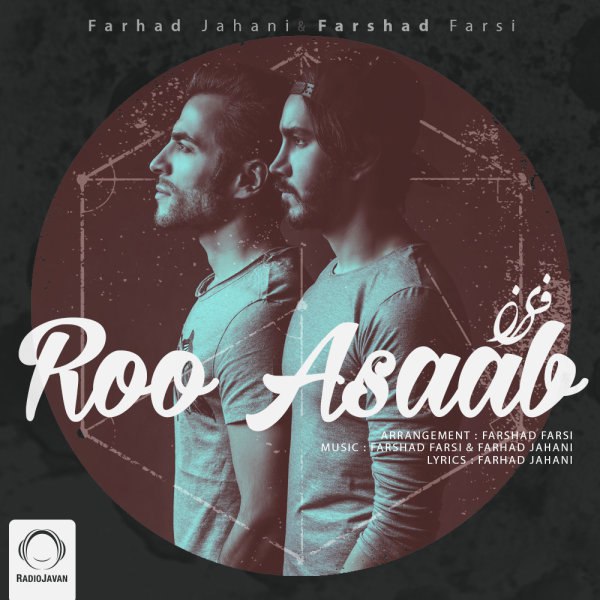 Farhad Jahani & Farshad Farsi
Roo Asaab
ARRANGEMENT : FARSHAD FARSI
MUSIC : FARSHAD FARSI & FARHAD JAHANI
LYRICS : FARHAD JAHANI
RADIOJAVAN